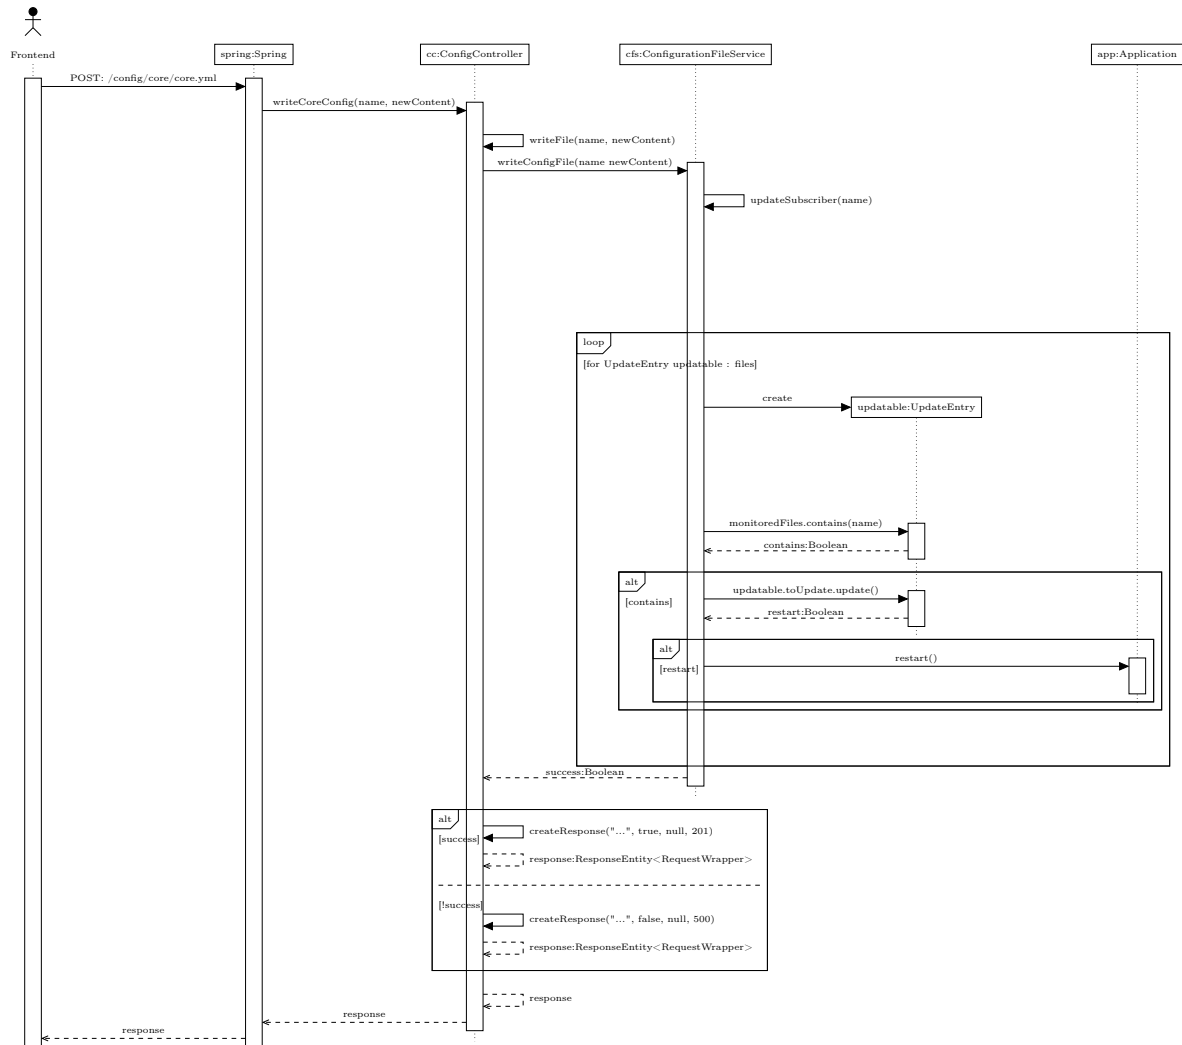 Frontend
spring:Spring
cc:ConfigController
cfs:ConfigurationFileService
app:Application
POST: /config/core/core.yml
writeCoreConfig(name, newContent)
writeFile(name, newContent)
writeConfigFile(name newContent)
updateSubscriber(name)
loop
[for UpdateEntry updatable : files]
create
updatable:UpdateEntry
monitoredFiles.contains(name)
contains:Boolean
alt
[contains]
updatable.toUpdate.update()
restart:Boolean
alt
[restart]
restart()
success:Boolean
alt
[success]
createResponse("...", true, null, 201)
response:ResponseEntity<RequestWrapper>
[!success]
createResponse("...", false, null, 500)
response:ResponseEntity<RequestWrapper>
response
response
response